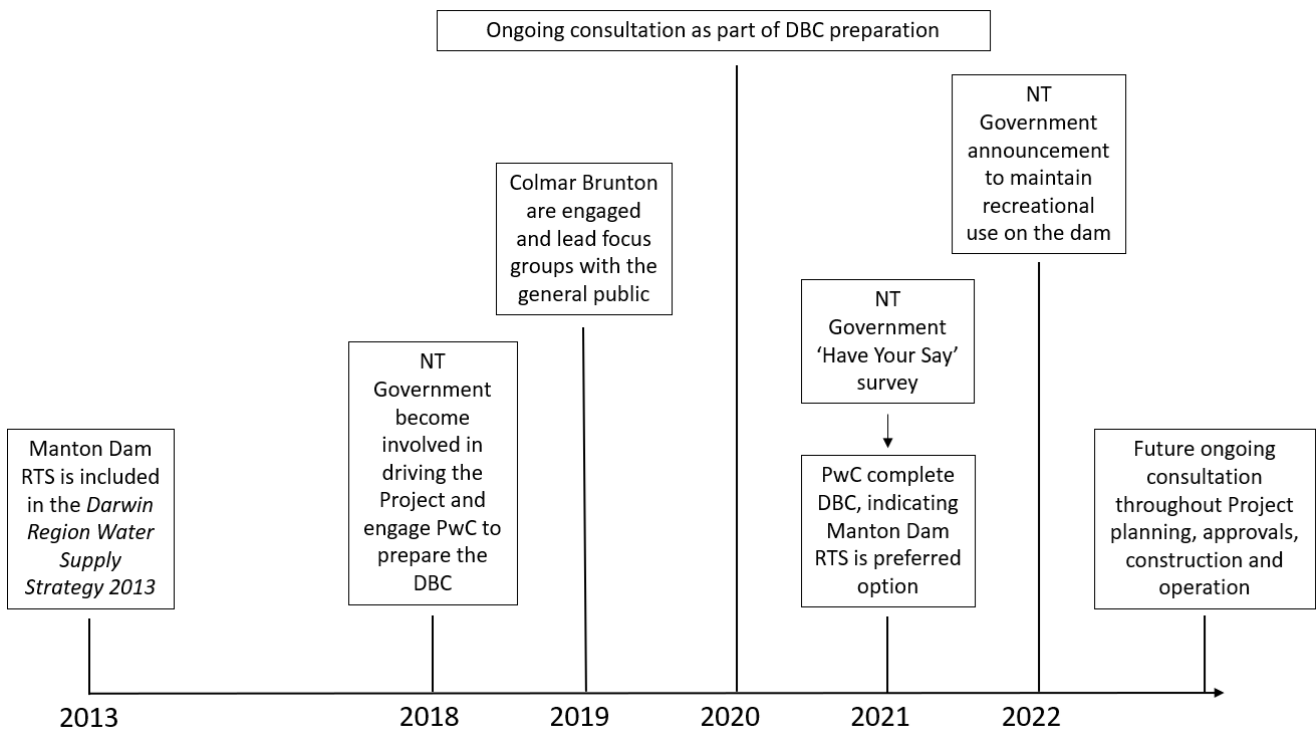 Ongoing consultation as part of DBC preparation
NT
Government
announcement
to maintain
recreational
use on the dam
Colmar Brunton
are engaged
and lead focus
groups with the
general public
NT
Government
‘Have Your Say’
survey
NT
Government
become
involved in
driving the
Project and
engage PwC to
prepare the
DBC
Manton Dam
RTS is included
in the Darwin
Region Water
Supply
Strategy 2013
PwC complete
DBC, indicating
Manton Dam
RTS is preferred
option
Future ongoing
consultation
throughout Project
planning, approvals,
construction and
operation
2013
2018
2019
2020
2021
2022